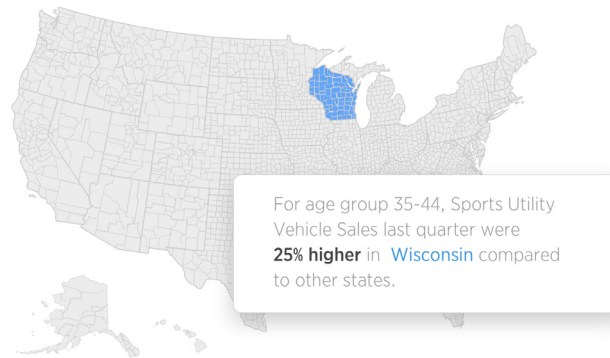 For age group 35-44, Sports Utility
Vehicle Sales last quarter were
25% higher in Wisconsin compared
to other states.